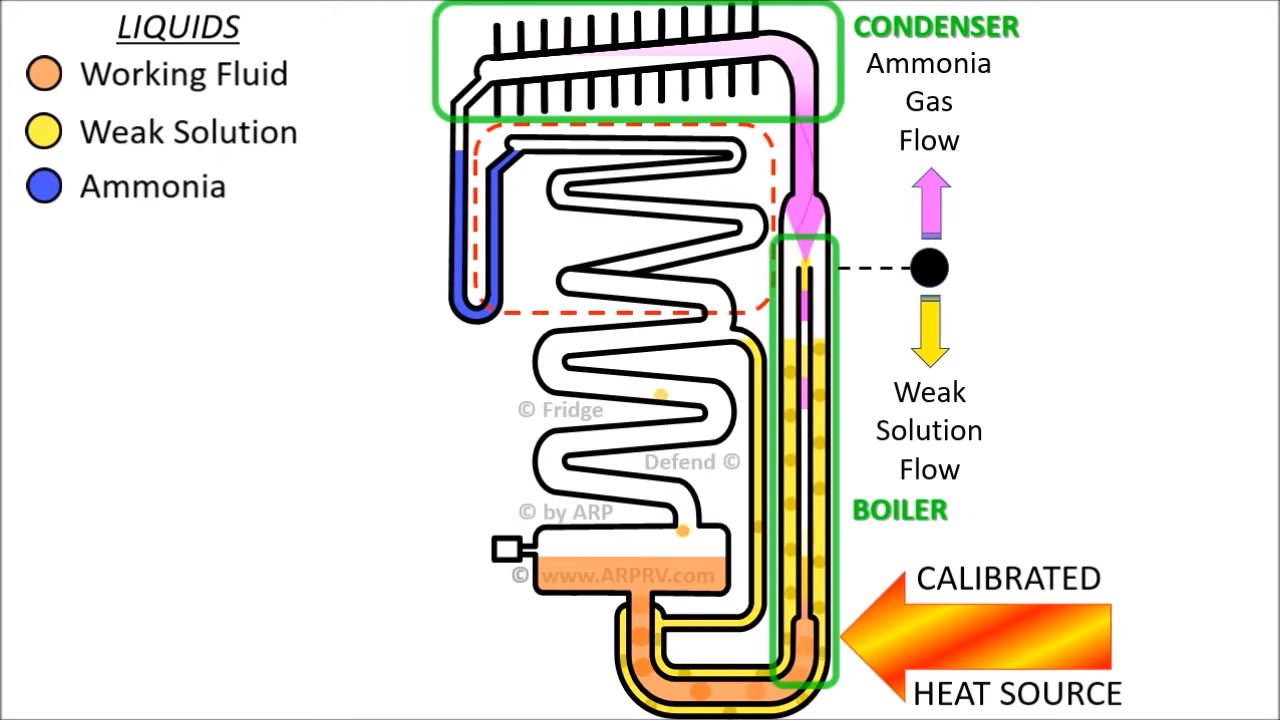 LIQUIDS
Working Fluid
Weak Solution
Ammonia
CONDENSER
Ammonia
Gas
Flow
Weak
Solution
Flow
BOILER
© Fridge
Defend ©
© by ARP
© www.ARPRV.com
CALIBRATED
HEAT SOURCE